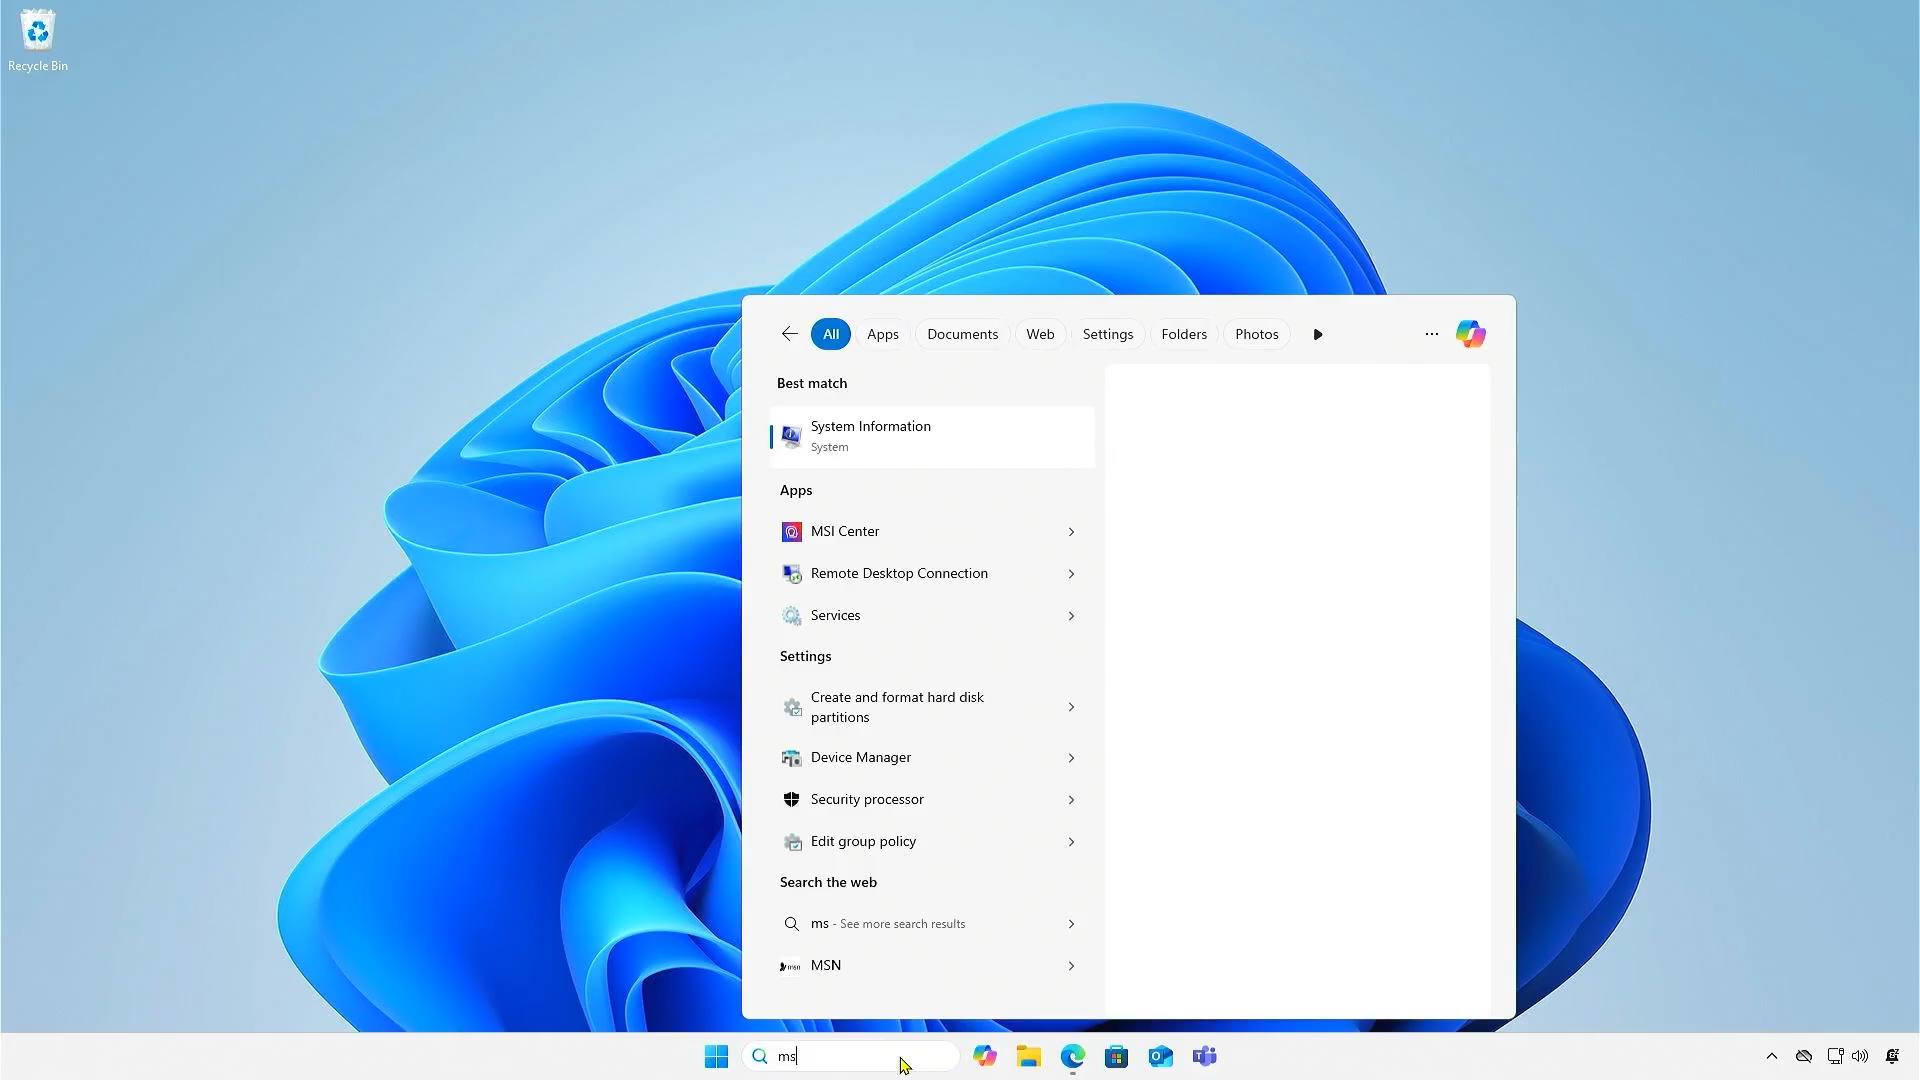 Recycle Bin
All
Apps
Documents
Web
Settings
Folders
Photos
Best match
System Information
System
Apps
MSI Center
Remote Desktop Connection
Services
Settings
Create and format hard disk
partitions
Device Manager
Security processor
Edit group policy
Search the web
ms - See more search results
msn MSN
ms